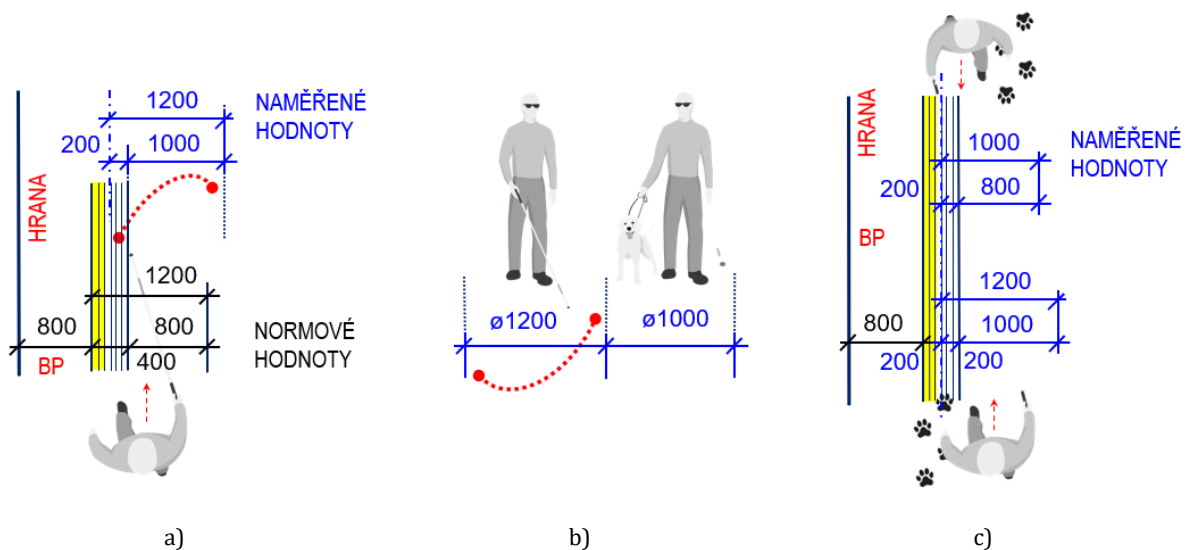 1200
NAMĚŘENÉ
HODNOTY
200
1000
HRANA
1200
800
800
NORMOVÉ
HODNOTY
BP
400
a)
ø1200
ø1000
b)
HRANA
1000
NAMĚŘENÉ
HODNOTY
200
800
BP
1200
800
1000
200
200
c)